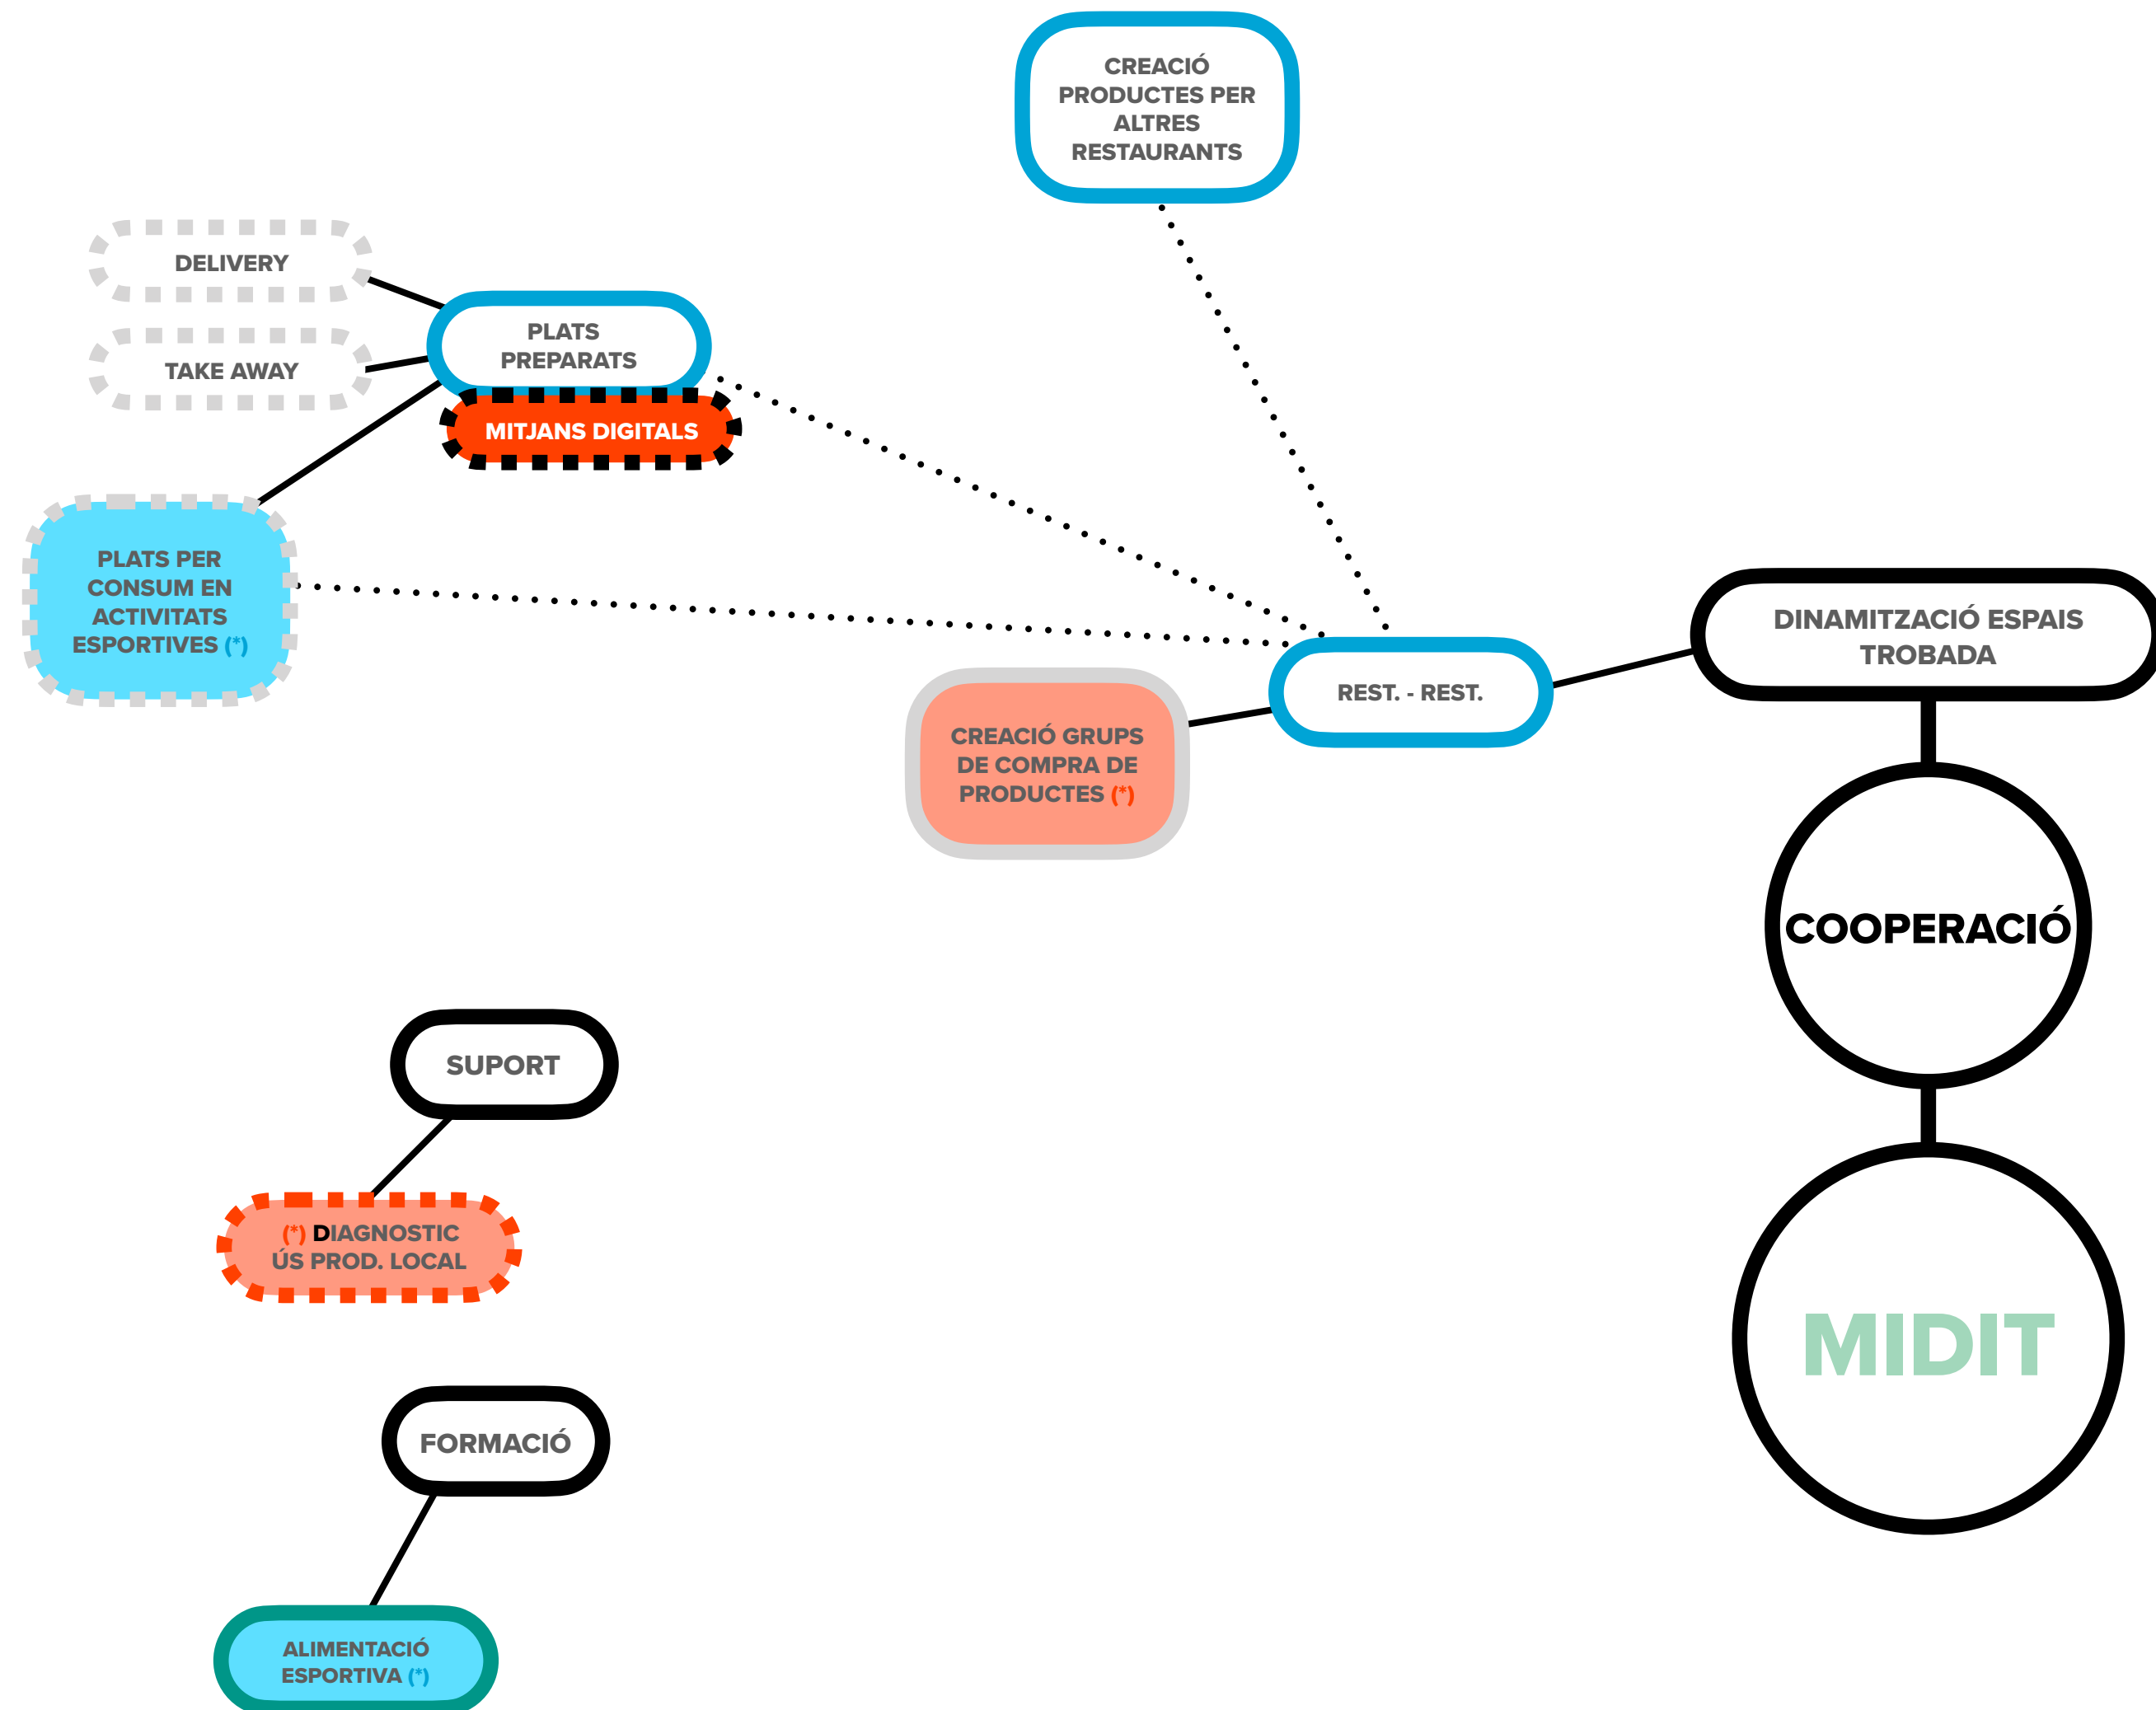 CREACIÓ
PRODUCTES PER
ALTRES
RESTAURANTS
DELIVERY
TAKE AWAY
PLATS
PREPARATS
MITJANS DIGITALS
PLATS PER
CONSUM EN
ACTIVITATS
ESPORTIVES (*)
DINAMITZACIÓ ESPAIS
TROBADA
REST. - REST.
CREACIÓ GRUPS
DE COMPRA DE
PRODUCTES (*)
COOPERACIÓ
SUPORT
(*) DIAGNOSTIC
ÚS PROD. LOCAL
MIDIT
FORMACIÓ
ALIMENTACIÓ
ESPORTIVA (*)